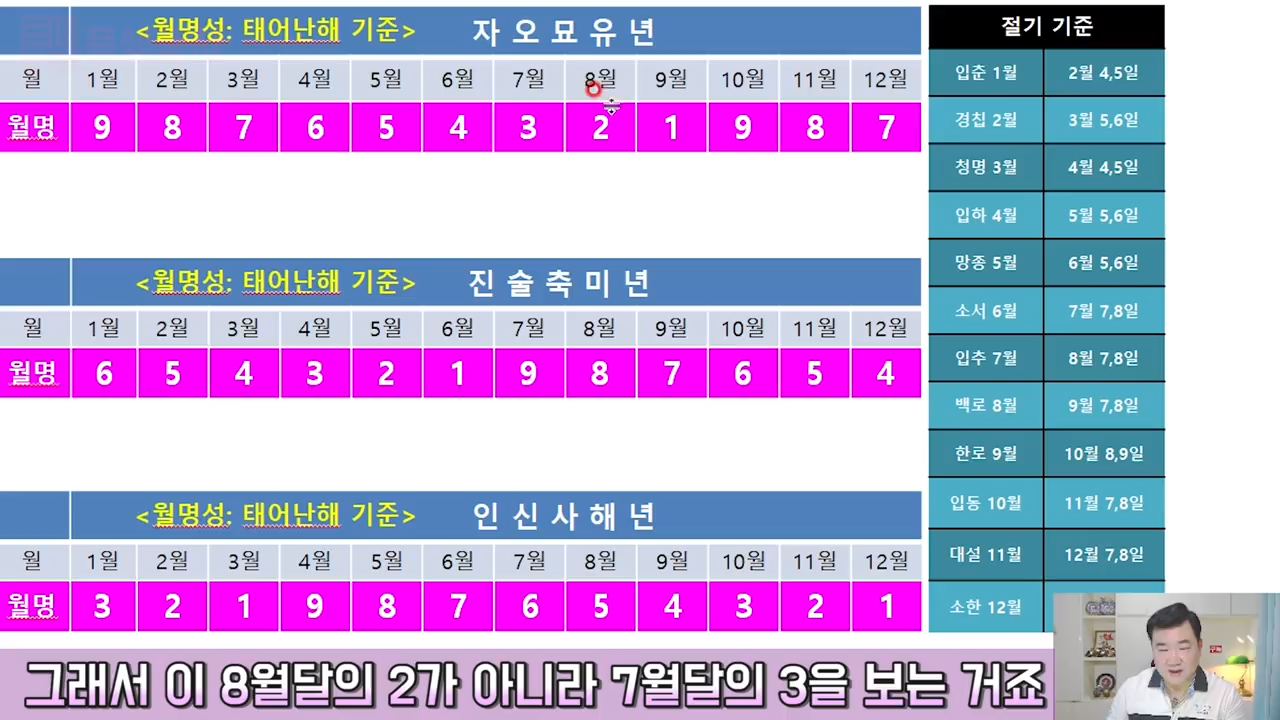 <월명성: 태어난해 기준> 자 오 묘 유 년
월 1월 2월 3월 4월 5월 6월 7월 8월 9월 10월 11월 12월
월명 9 8 7 6 5 4 3 2 1 9 8 7
<월명성: 태어난해 기준> 진 술 축 미 년
월 1월 2월 3월 4월 5월 6월 7월 8월 9월 10월 11월 12월
월명 6 5 4 3 2 1 9 8 7 6 5 4
<월명성: 태어난해 기준> 인 신 사 해 년
월 1월 2월 3월 4월 5월 6월 7월 8월 9월 10월 11월 12월
월명 3 2 1 9 8 7 6 5 4 3 2 1
절기 기준
입춘 1월 2월 4,5일
경칩 2월 3월 5,6일
청명 3월 4월 4,5일
입하 4월 5월 5,6일
망종 5월 6월 5,6일
소서 6월 7월 7,8일
입추 7월 8월 7,8일
백로 8월 9월 7,8일
한로 9월 10월 8,9일
입동 10월 11월 7,8일
대설 11월 12월 7,8일
소한 12월
그래서 이 8월달의 2가 아니라 7월달의 3을 보는 거죠